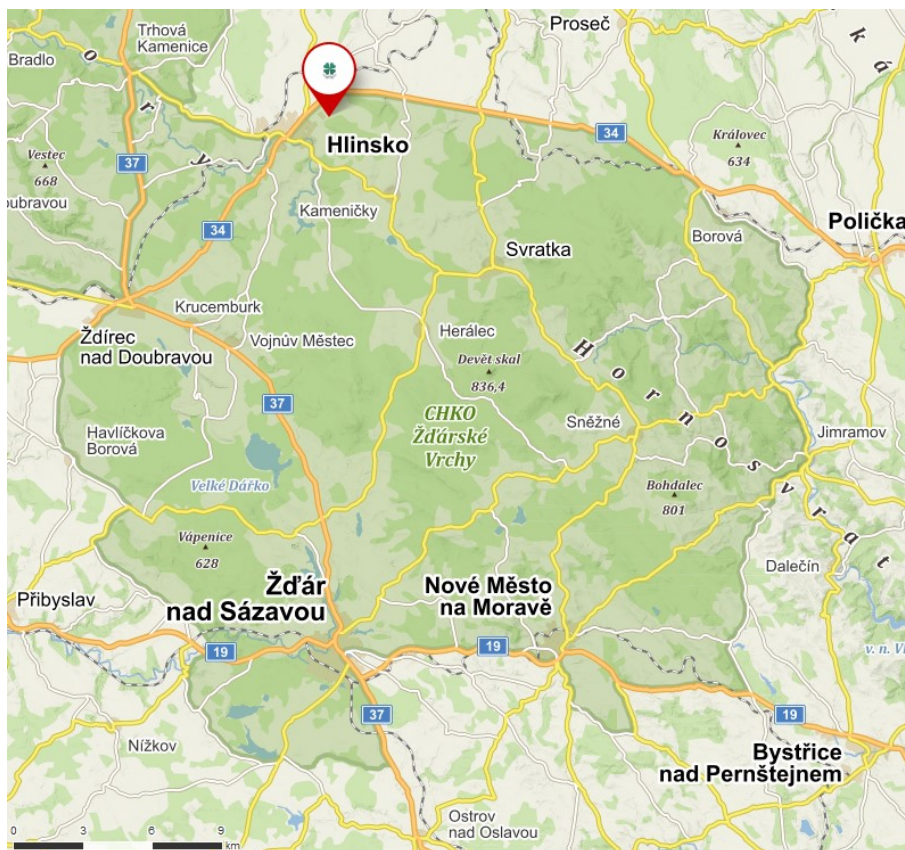 Proseč
Trhová
Kamenice
Bradlo
o
r
y
k
á
34
Královec
634
Hlinsko
37
Vestec
668
oubravou
Kameničky
Polička
34
Borová
Svratka
Krucemburk
Herálec
Vojnův Městec
Ždírec
nad Doubravou
Devět skal
836,4
H o r n o s v r a t
37
CHKO
Žďárské
Vrchy
Sněžné
Havlíčkova
Borová
Jimramov
Velké Dářko
Bohdalec
801
Vápenice
628
Dalečín
Žďár
nad Sázavou
Nové Město
na Moravě
Přibyslav
19
19
v. n. Ví
37
19
Nížkov
Bystřice
nad Pernštejnem
Ostrov
nad Oslavou
0 3 6 9
km